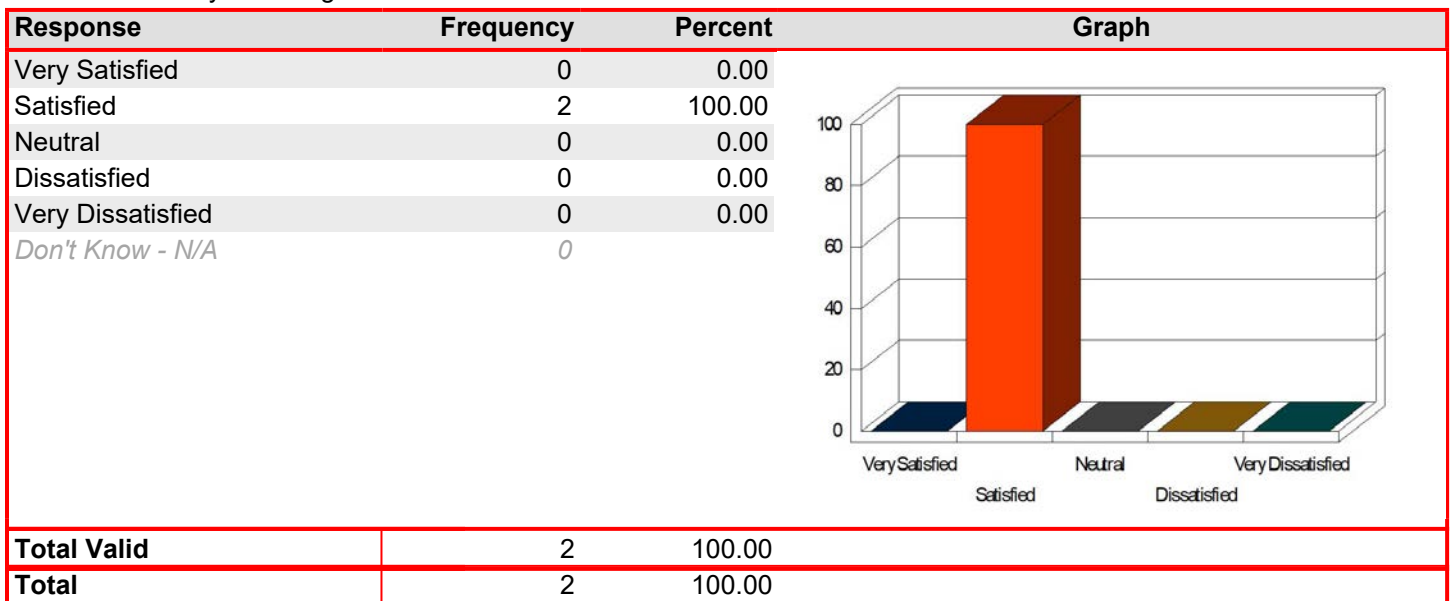 Response Frequency Percent Graph
Very Satisfied 0 0.00
Satisfied 2 100.00
Neutral 0 0.00
Dissatisfied 0 0.00
Very Dissatisfied 0 0.00
Don't Know - N/A 0
100
80
60
40
20
0
Very Satisfied Neutral Very Dissatisfied
Satisfied Dissatisfied
Total Valid 2 100.00
Total 2 100.00